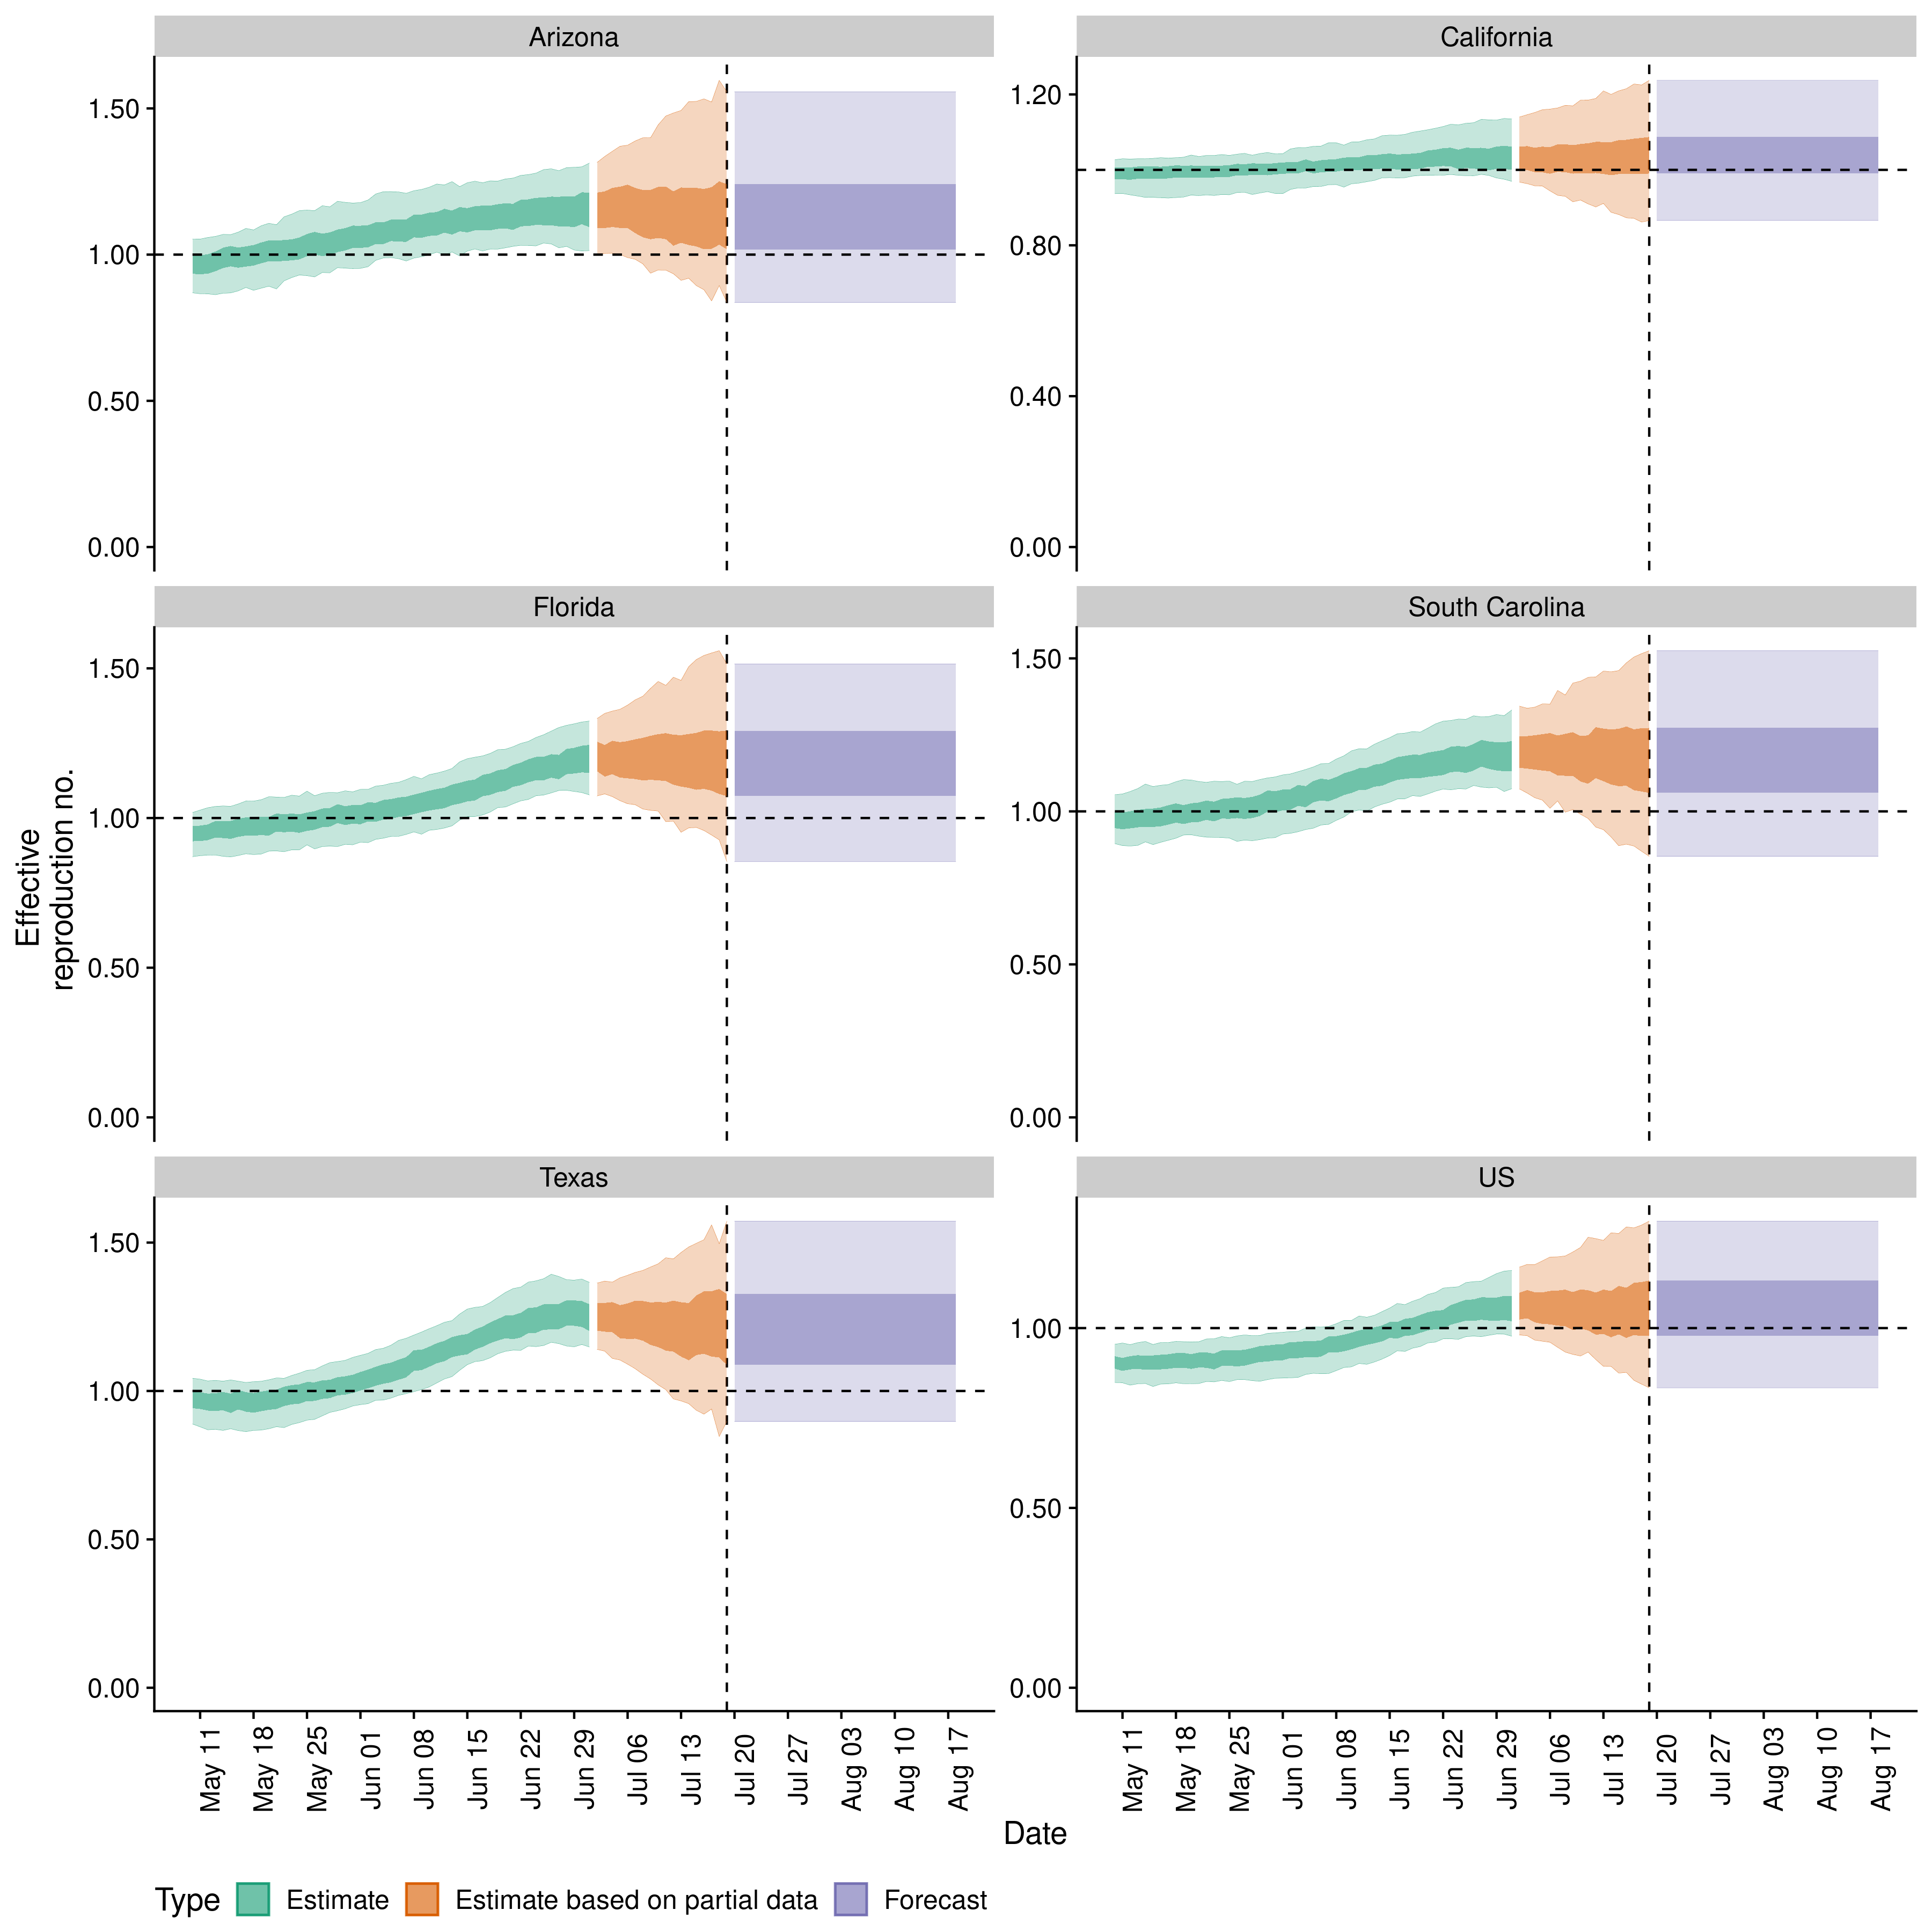 Arizona
California
1.50
1.00
0.50
0.00
1.20
0.80
0.40
0.00
Florida
South Carolina
1.50
1.00
0.50
0.00
1.50
1.00
0.50
0.00
Effective
reproduction no.
Texas
US
1.50
1.00
0.50
0.00
1.00
0.50
0.00
May 11
May 18
May 25
Jun 01
Jun 08
Jun 15
Jun 22
Jun 29
Jul 06
Jul 13
Jul 20
Jul 27
Aug 03
Aug 10
Aug 17
May 11
May 18
May 25
Jun 01
Jun 08
Jun 15
Jun 22
Jun 29
Jul 06
Jul 13
Jul 20
Jul 27
Aug 03
Aug 10
Aug 17
Date
Type Estimate Estimate based on partial data Forecast